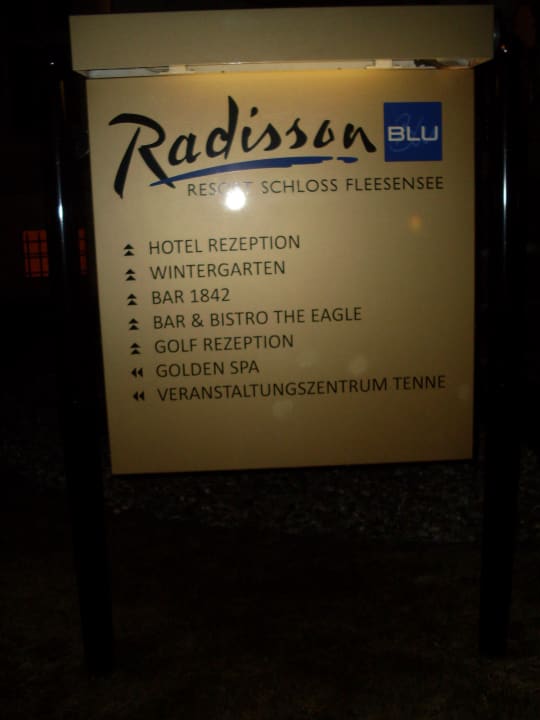 Radisson BLU
RESORT SCHLOSS FLEESENSEE
HOTEL REZEPTION
WINTERGARTEN
BAR 1842
BAR & BISTRO THE EAGLE
GOLF REZEPTION
GOLDEN SPA
VERANSTALTUNGSZENTRUM TENNE